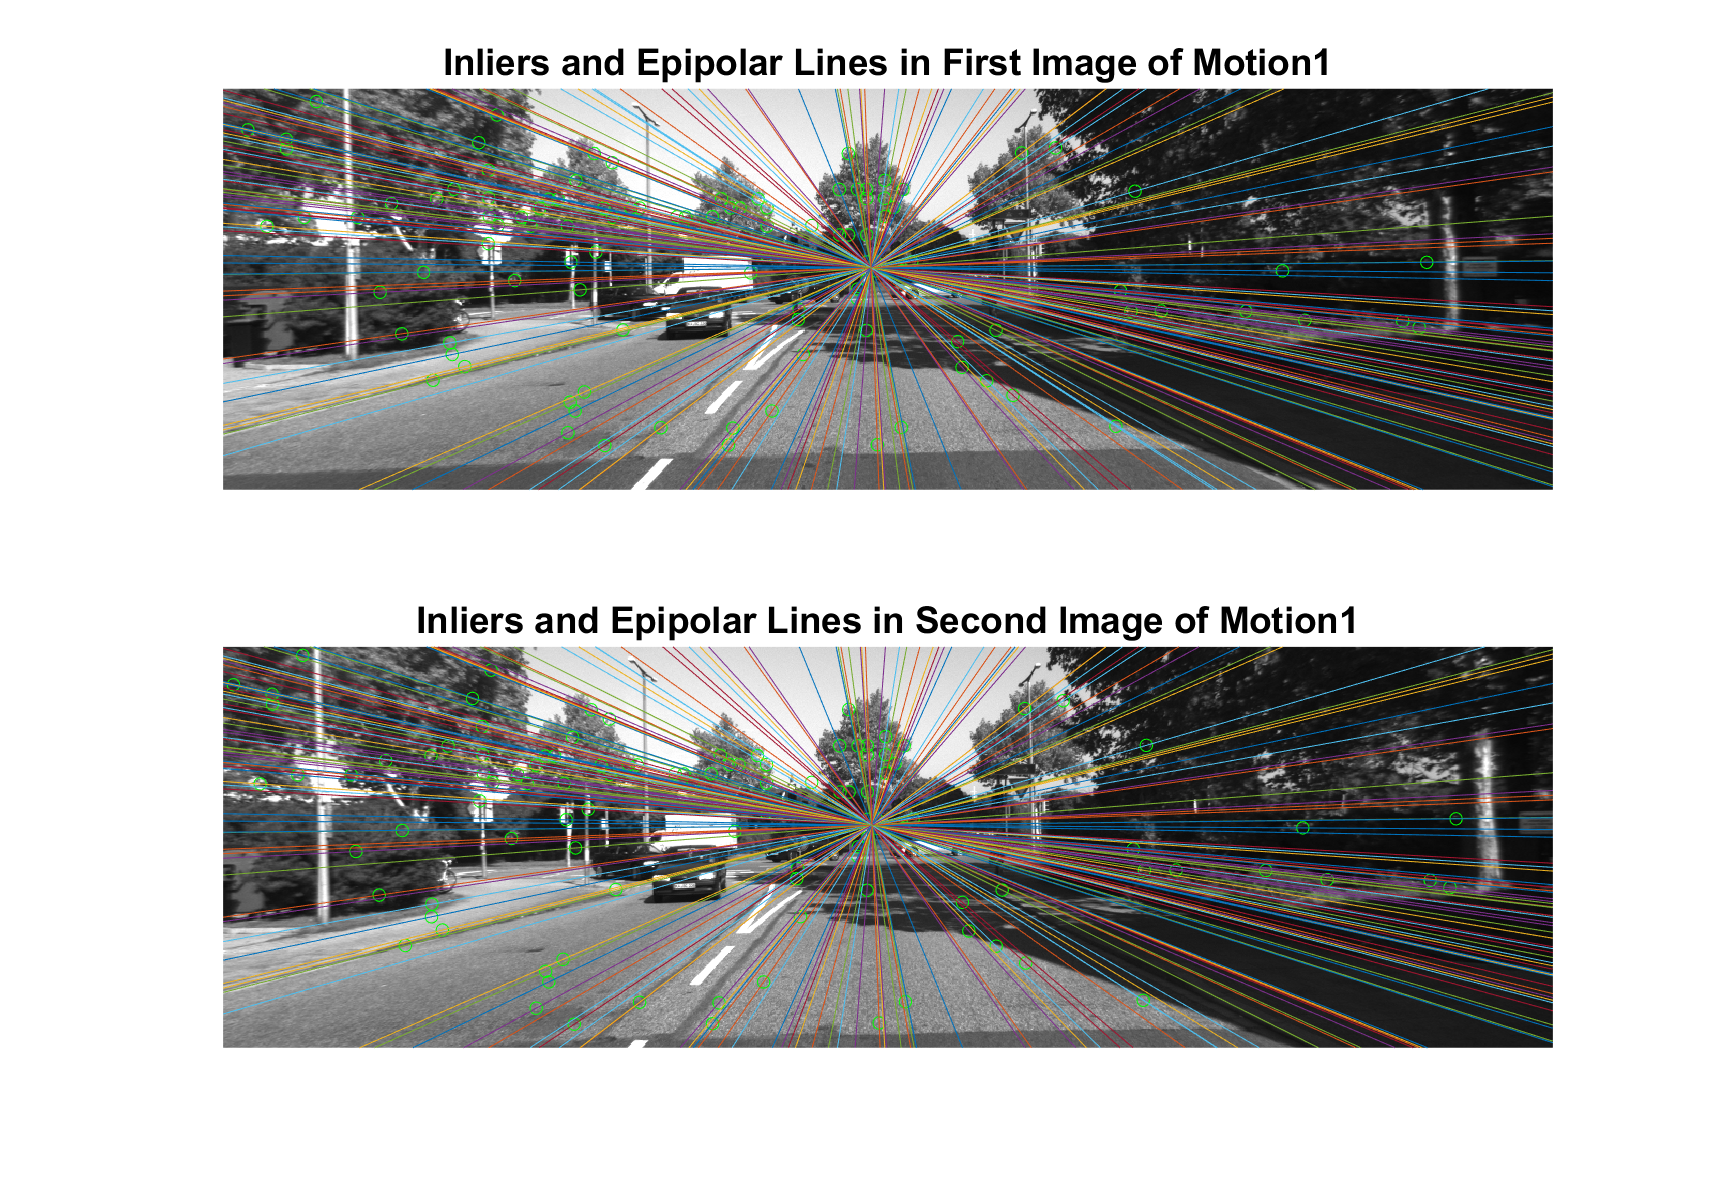 Inliers and Epipolar Lines in First Image of Motion1
Inliers and Epipolar Lines in Second Image of Motion1